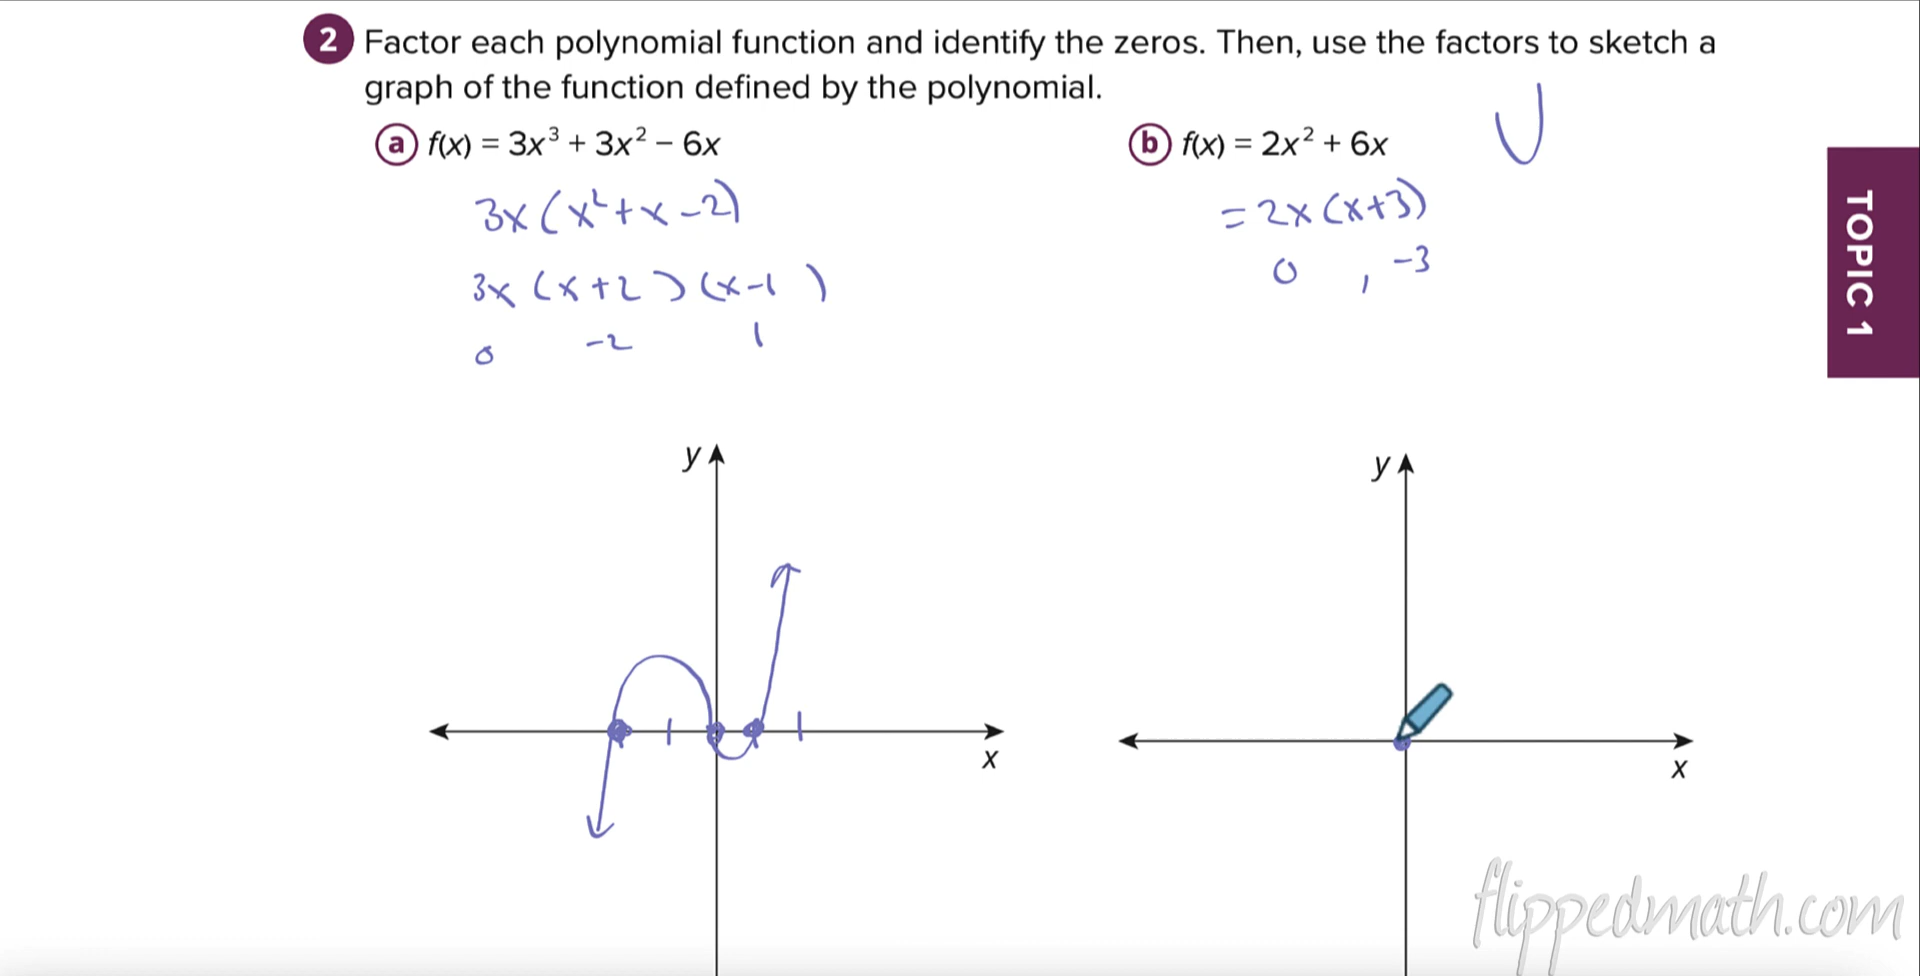 2 Factor each polynomial function and identify the zeros. Then, use the factors to sketch a
graph of the function defined by the polynomial.
a f(x) = 3x³ + 3x² − 6x
3x(x²+x−2)
3x(x+2)(x−1)
0 −2 1
y
x
b f(x) = 2x² + 6x
= 2x(x+3)
0, −3
y
x
TOPIC 1
flippedmath.com